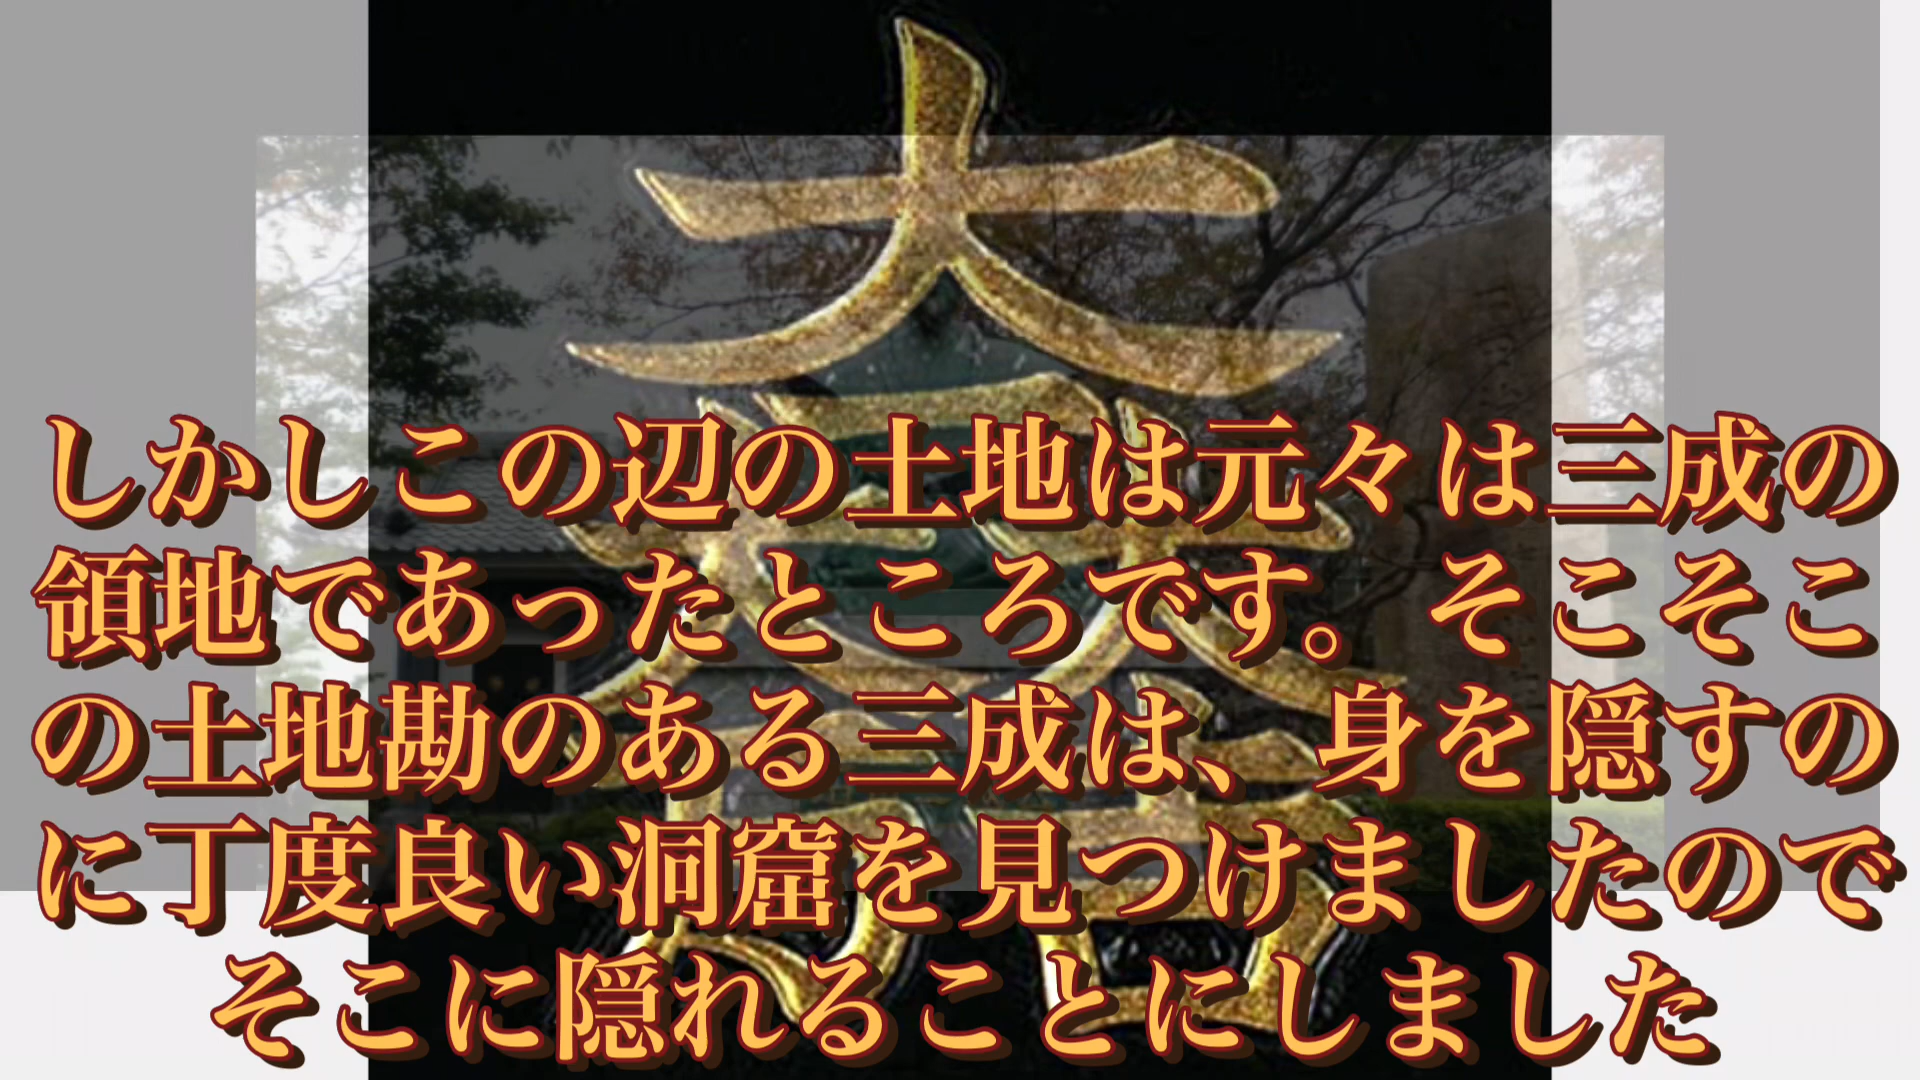 大
しかしこの辺の土地は元々は三成の
領地であったところです。そこそこ
の土地勘のある三成は、身を隠すの
に丁度良い洞窟を見つけましたので
そこに隠れることにしました